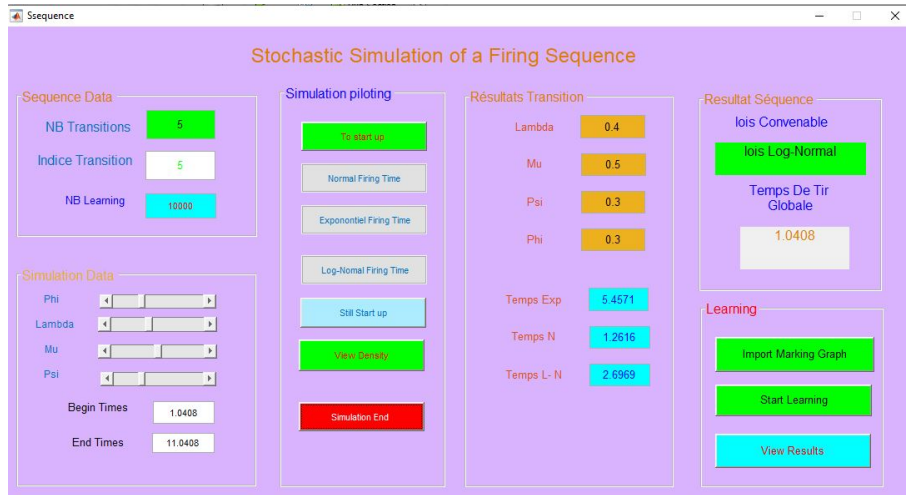 Ssequence
Stochastic Simulation of a Firing Sequence
Sequence Data
NB Transitions 5
Indice Transition 5
NB Learning 10000
Simulation Data
Phi
Lambda
Mu
Psi
Begin Times 1.0408
End Times 11.0408
Simulation piloting
To start up
Normal Firing Time
Exponontiel Firing Time
Log-Nomal Firing Time
Still Start up
View Density
Simulation End
Résultats Transition
Lambda 0.4
Mu 0.5
Psi 0.3
Phi 0.3
Temps Exp 5.4571
Temps N 1.2616
Temps L- N 2.6969
Resultat Séquence
lois Convenable
lois Log-Normal
Temps De Tir
Globale
1.0408
Learning
Import Marking Graph
Start Learning
View Results